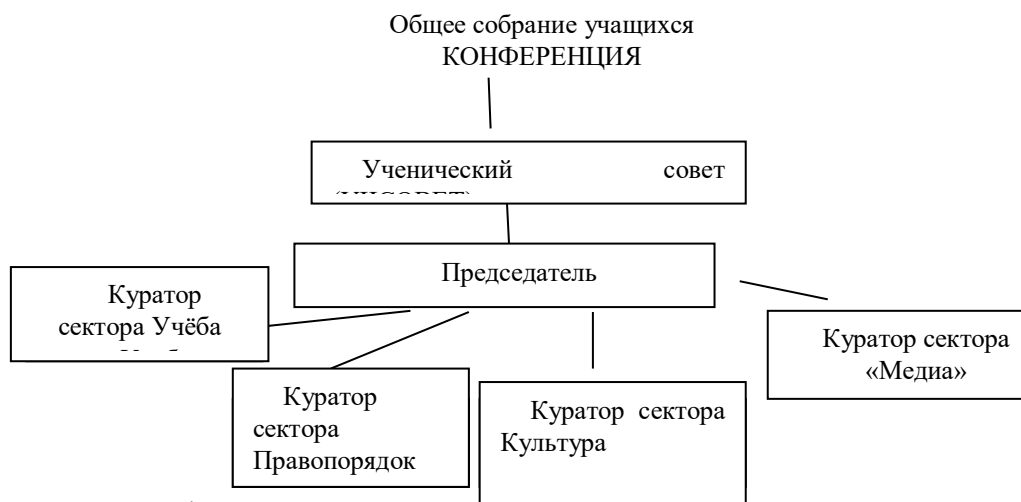 Общее собрание учащихся
КОНФЕРЕНЦИЯ
Ученический совет
Председатель
Куратор
сектора Учёба
Куратор сектора
«Медиа»
Куратор
сектора
Правопорядок
Куратор сектора
Культура